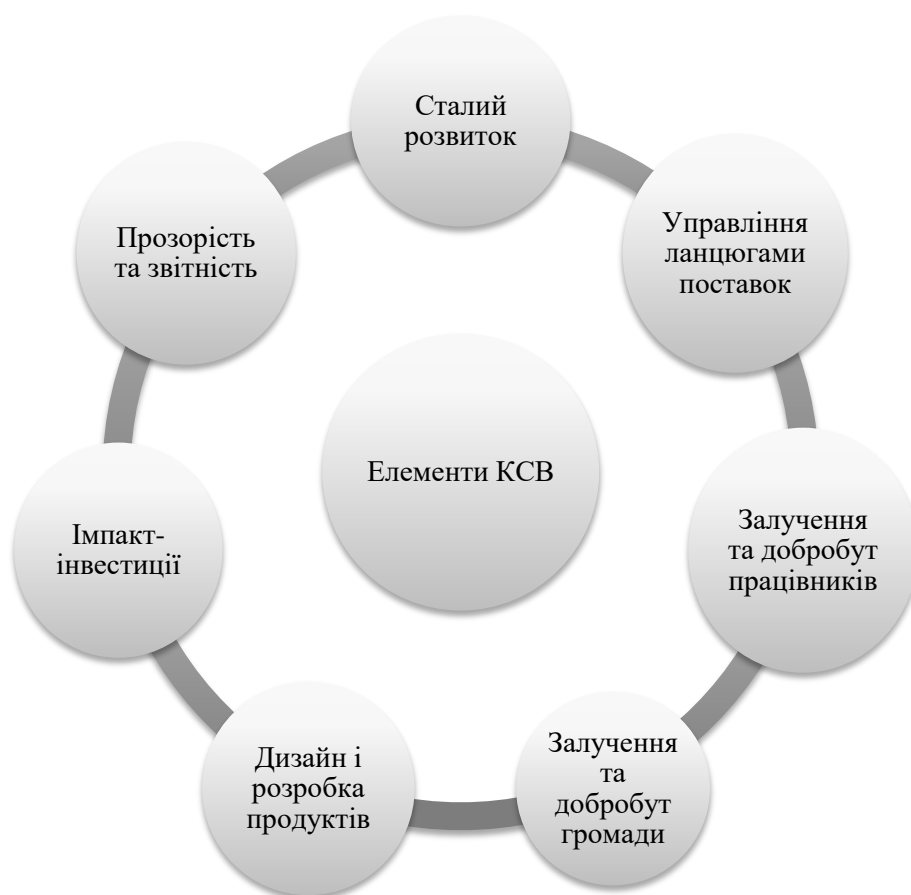 Сталий
розвиток
Управління
ланцюгами
поставок
Залучення
та добробут
працівників
Залучення
та
добробут
громади
Дизайн і
розробка
продуктів
Імпакт-
інвестиції
Прозорість
та звітність
Елементи КСВ